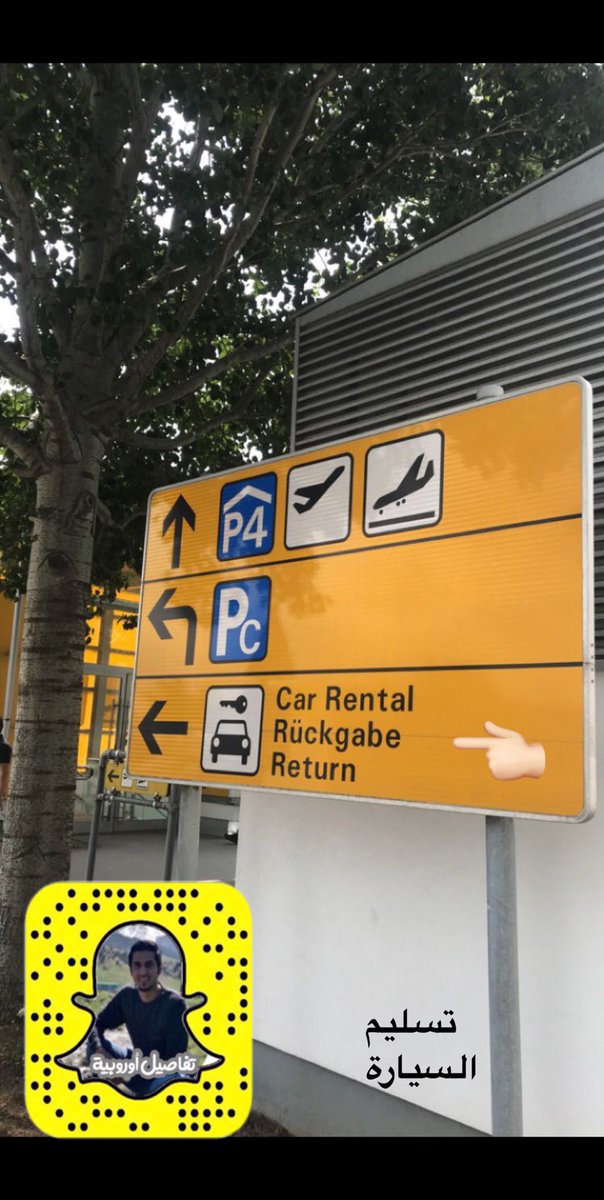 P4
Pc
Car Rental
Rückgabe
Return
تسليم
السيارة
تفاصيل أوروبية